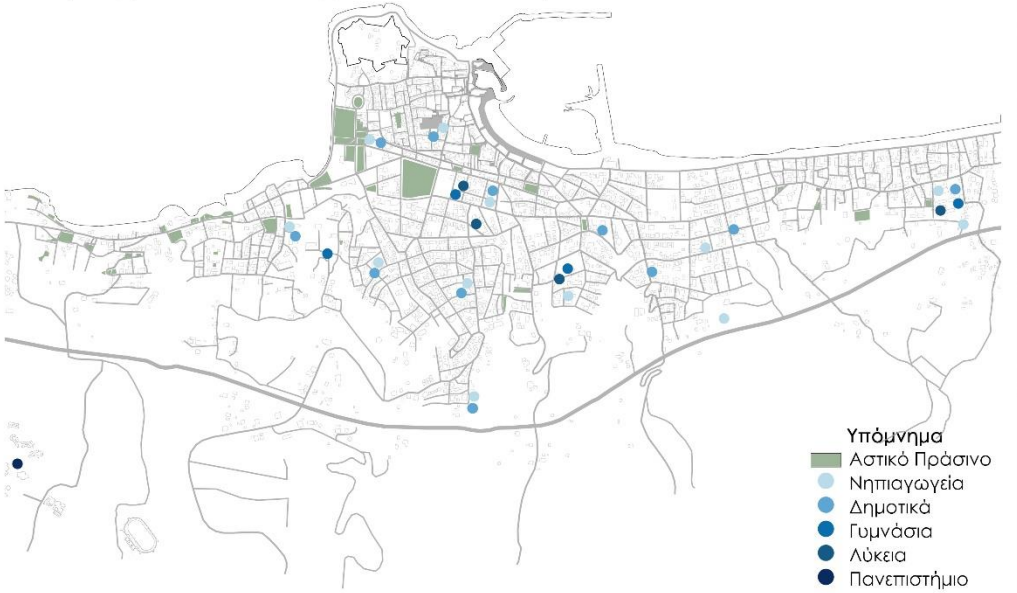 Υπόμνημα
Αστικό Πράσινο
Νηπιαγωγεία
Δημοτικά
Γυμνάσια
Λύκεια
Πανεπιστήμιο